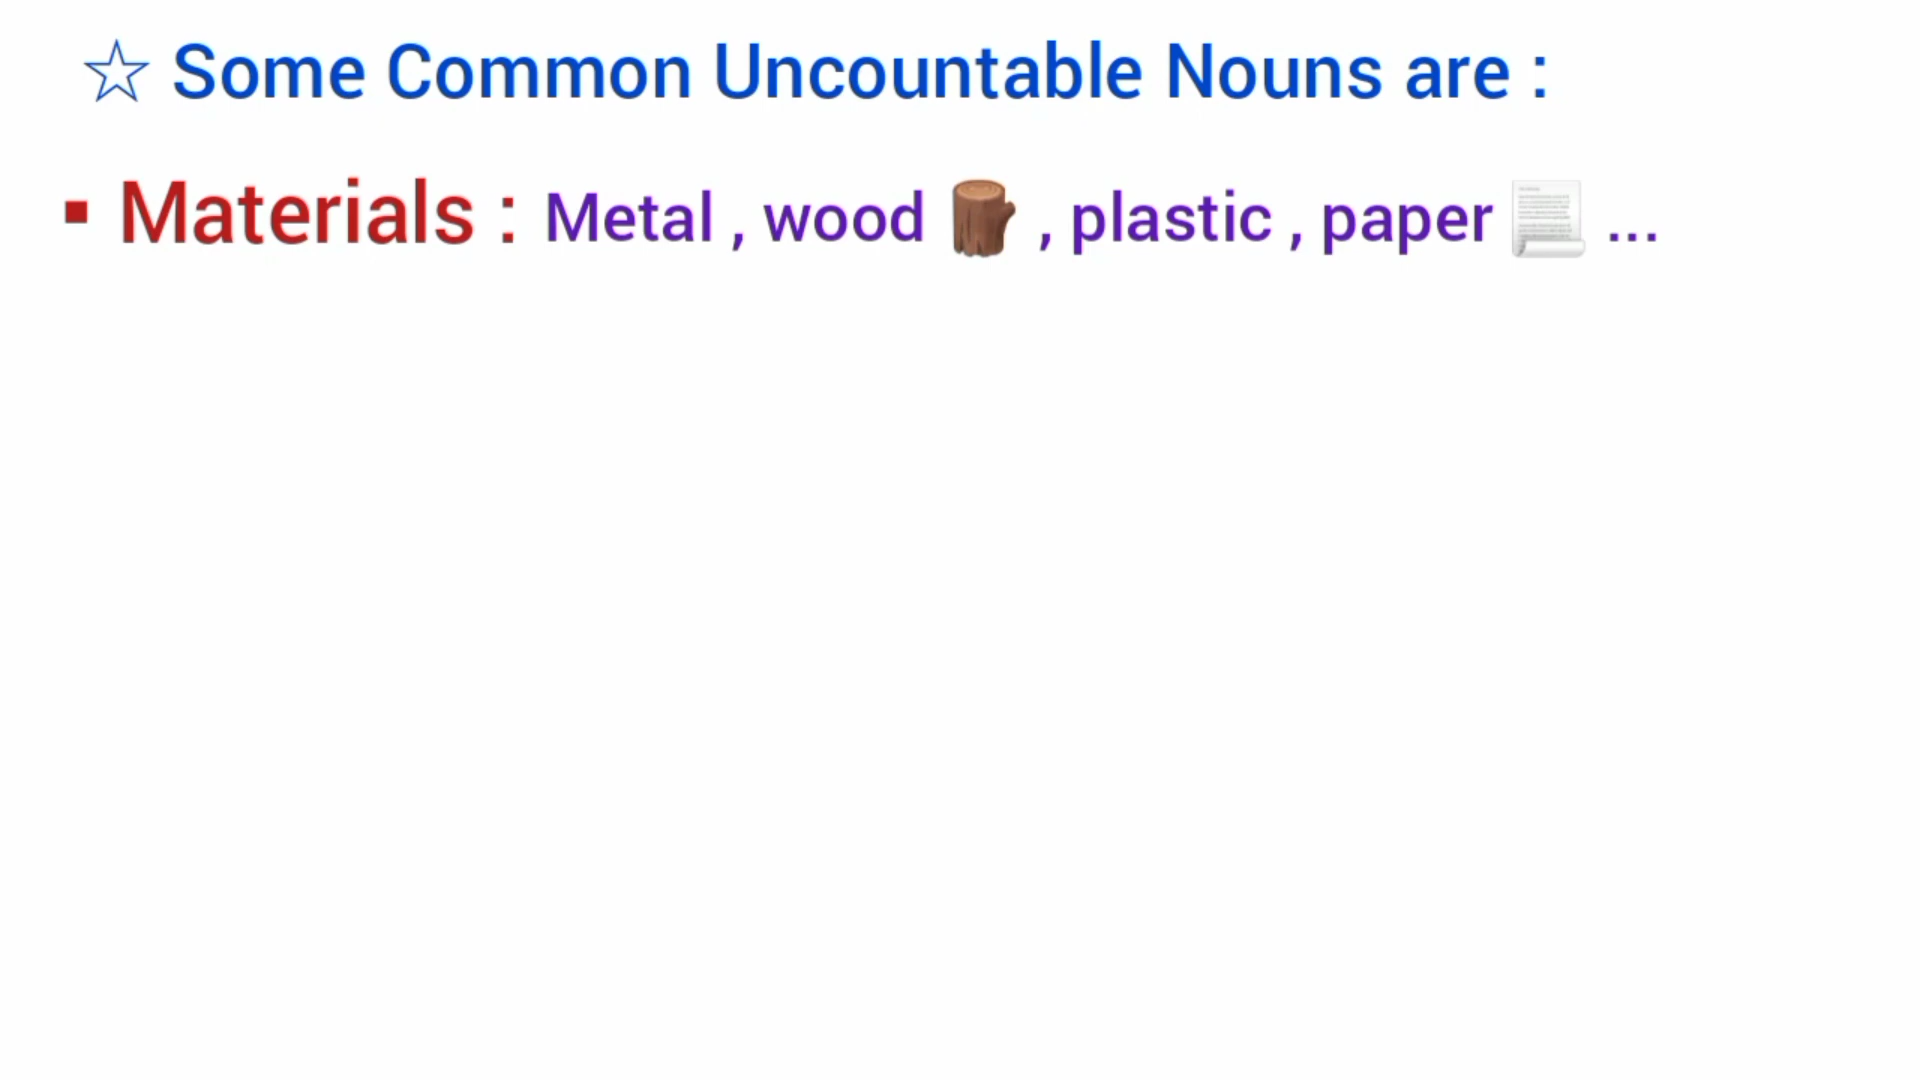 ☆ Some Common Uncountable Nouns are :
▪ Materials : Metal , wood 🪵 , plastic , paper 📃 ...